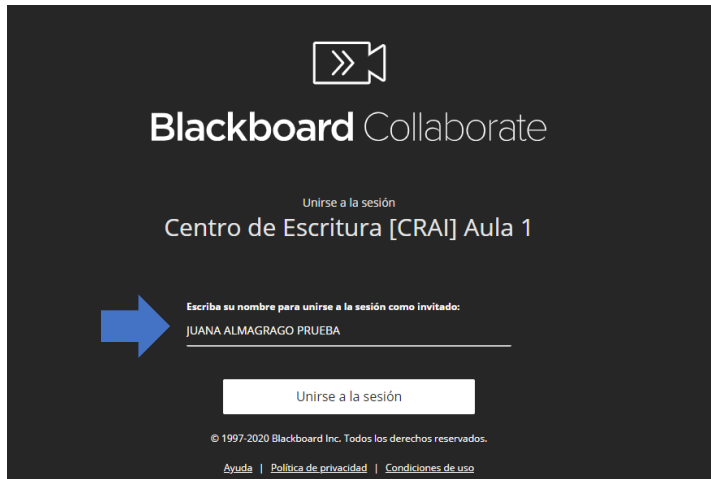 Blackboard Collaborate
Unirse a la sesión
Centro de Escritura [CRAI] Aula 1
Escriba su nombre para unirse a la sesión como invitado:
JUANA ALMAGRAGO PRUEBA
Unirse a la sesión
© 1997-2020 Blackboard Inc. Todos los derechos reservados.
Ayuda | Política de privacidad | Condiciones de uso